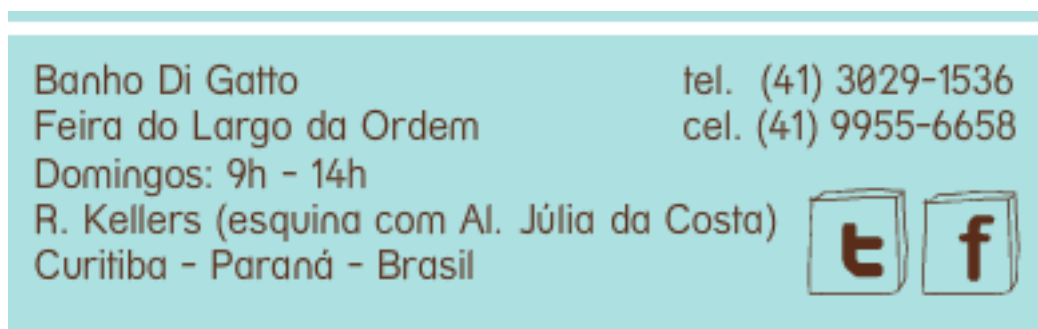 Banho Di Gatto tel. (41) 3029-1536
Feira do Largo da Ordem cel. (41) 9955-6658
Domingos: 9h - 14h
R. Kellers (esquina com Al. Júlia da Costa)
Curitiba - Paraná - Brasil
t f